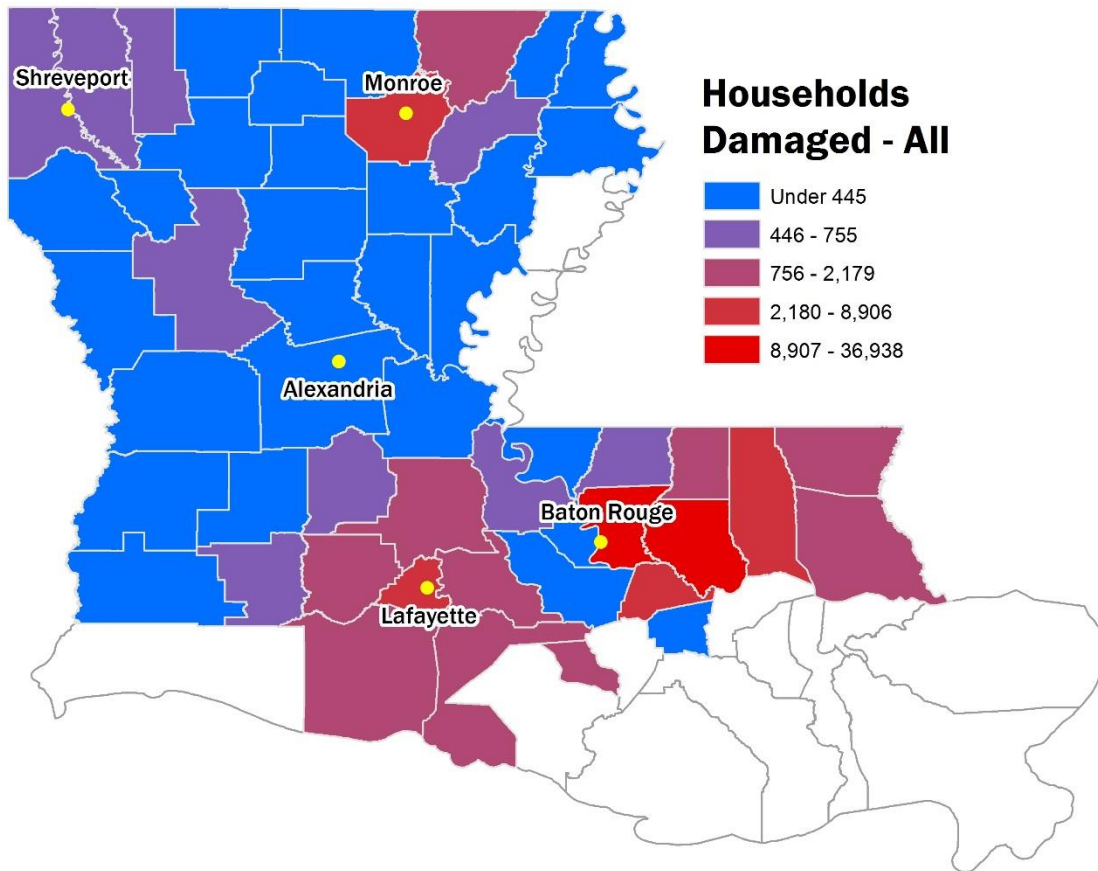 Shreveport
Monroe
Households
Damaged - All
Under 445
446 - 755
756 - 2,179
2,180 - 8,906
8,907 - 36,938
Alexandria
Baton Rouge
Lafayette